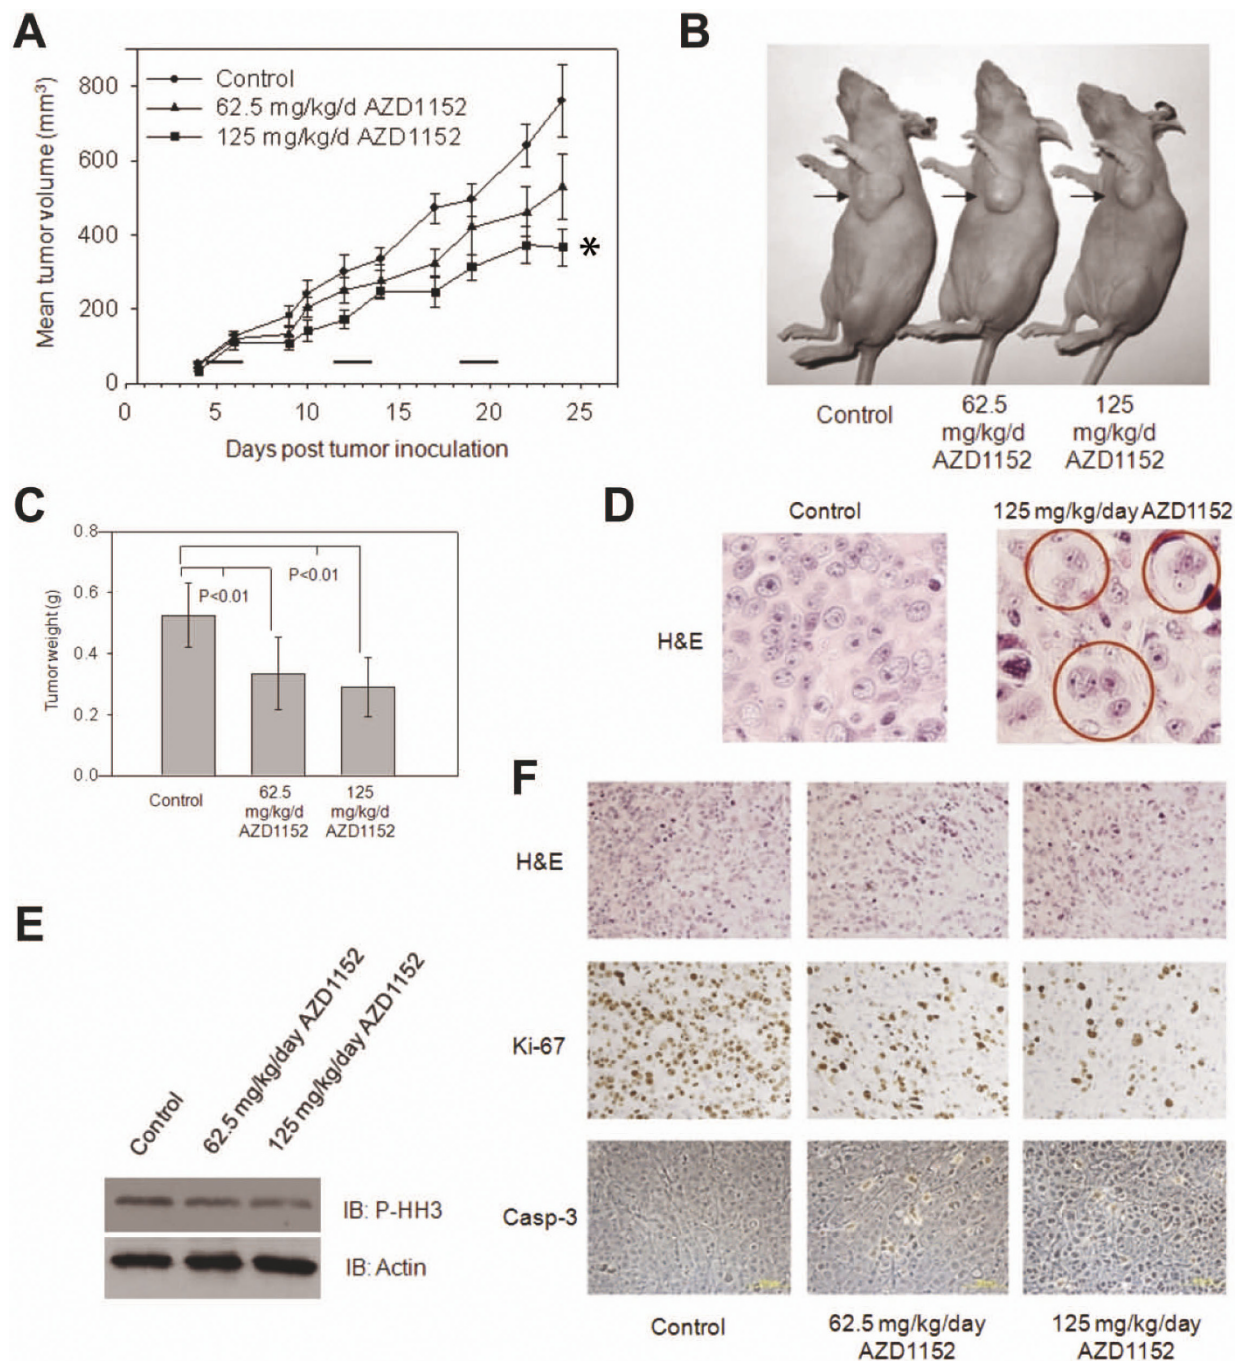 A
Mean tumor volume (mm³)
800
600
400
200
0
Control
62.5 mg/kg/d AZD1152
125 mg/kg/d AZD1152
*
0 5 10 15 20 25
Days post tumor inoculation
B
Control
62.5
mg/kg/d
AZD1152
125
mg/kg/d
AZD1152
C
Tumor weight (g)
0.8
0.6
0.4
0.2
0.0
P<0.01
P<0.01
Control
62.5
mg/kg/d
AZD1152
125
mg/kg/d
AZD1152
D
Control
125 mg/kg/day AZD1152
H&E
E
Control
62.5 mg/kg/day AZD1152
125 mg/kg/day AZD1152
IB: P-HH3
IB: Actin
F
H&E
Ki-67
Casp-3
Control
62.5 mg/kg/day
AZD1152
125 mg/kg/day
AZD1152